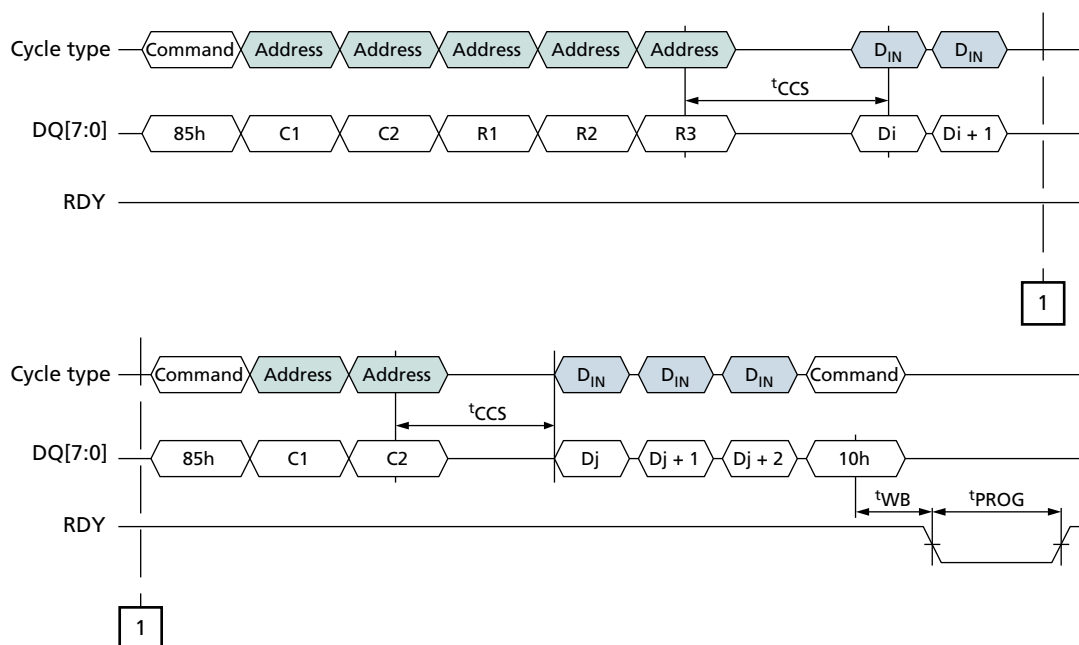 Cycle type Command Address Address Address Address Address DIN DIN
tCCS
DQ[7:0] 85h C1 C2 R1 R2 R3 Di Di + 1
RDY
1
Cycle type Command Address Address DIN DIN DIN Command
tCCS
DQ[7:0] 85h C1 C2 Dj Dj + 1 Dj + 2 10h
tWB tPROG
RDY
1